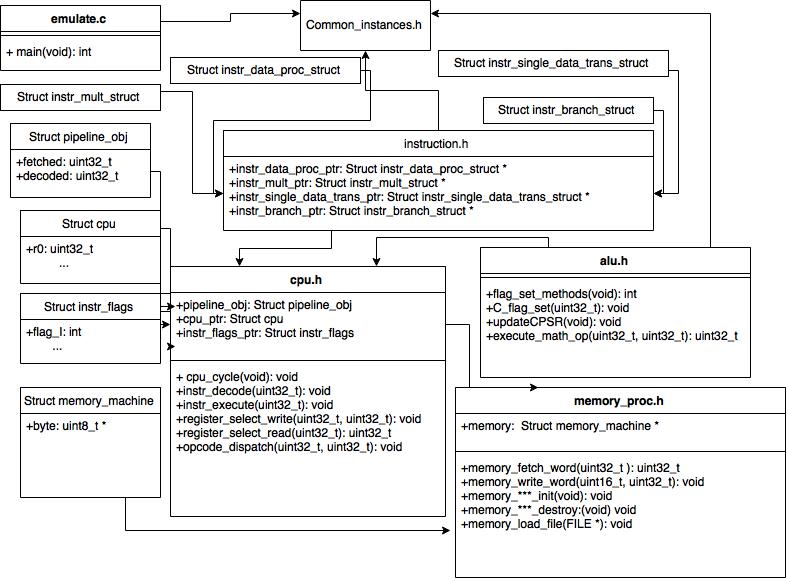 emulate.c
+ main(void): int
Common_instances.h
Struct instr_data_proc_struct
Struct instr_single_data_trans_struct
Struct instr_mult_struct
Struct instr_branch_struct
Struct pipeline_obj
+fetched: uint32_t
+decoded: uint32_t
instruction.h
+instr_data_proc_ptr: Struct instr_data_proc_struct *
+instr_mult_ptr: Struct instr_mult_struct *
+instr_single_data_trans_ptr: Struct instr_single_data_trans_struct *
+instr_branch_ptr: Struct instr_branch_struct *
Struct cpu
+r0: uint32_t
...
Struct instr_flags
+flag_I: int
...
cpu.h
+pipeline_obj: Struct pipeline_obj
+cpu_ptr: Struct cpu
+instr_flags_ptr: Struct instr_flags
+ cpu_cycle(void): void
+instr_decode(uint32_t): void
+instr_execute(uint32_t): void
+register_select_write(uint32_t, uint32_t): void
+register_select_read(uint32_t): uint32_t
+opcode_dispatch(uint32_t, uint32_t): void
alu.h
+flag_set_methods(void): int
+C_flag_set(uint32_t): void
+updateCPSR(void): void
+execute_math_op(uint32_t, uint32_t): uint32_t
Struct memory_machine
+byte: uint8_t *
memory_proc.h
+memory: Struct memory_machine *
+memory_fetch_word(uint32_t ): uint32_t
+memory_write_word(uint16_t, uint32_t): void
+memory_***_init(void): void
+memory_***_destroy:(void) void
+memory_load_file(FILE *): void